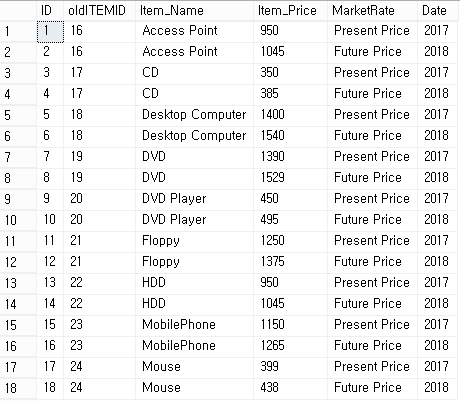 ID oldITEMID Item_Name Item_Price MarketRate Date
1 1 16 Access Point 950 Present Price 2017
2 2 16 Access Point 1045 Future Price 2018
3 3 17 CD 350 Present Price 2017
4 4 17 CD 385 Future Price 2018
5 5 18 Desktop Computer 1400 Present Price 2017
6 6 18 Desktop Computer 1540 Future Price 2018
7 7 19 DVD 1390 Present Price 2017
8 8 19 DVD 1529 Future Price 2018
9 9 20 DVD Player 450 Present Price 2017
10 10 20 DVD Player 495 Future Price 2018
11 11 21 Floppy 1250 Present Price 2017
12 12 21 Floppy 1375 Future Price 2018
13 13 22 HDD 950 Present Price 2017
14 14 22 HDD 1045 Future Price 2018
15 15 23 MobilePhone 1150 Present Price 2017
16 16 23 MobilePhone 1265 Future Price 2018
17 17 24 Mouse 399 Present Price 2017
18 18 24 Mouse 438 Future Price 2018